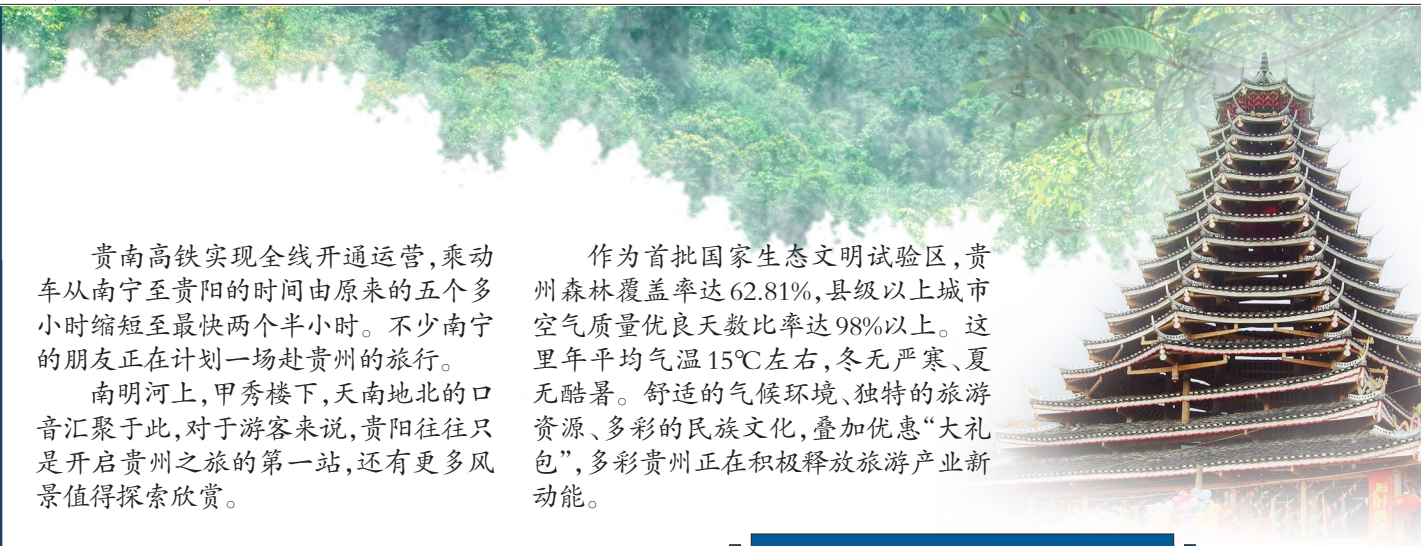 贵南高铁实现全线开通运营,乘动
车从南宁至贵阳的时间由原来的五个多
小时缩短至最快两个半小时。不少南宁
的朋友正在计划一场赴贵州的旅行。
南明河上,甲秀楼下,天南地北的口
音汇聚于此,对于游客来说,贵阳往往只
是开启贵州之旅的第一站,还有更多风
景值得探索欣赏。
作为首批国家生态文明试验区,贵
州森林覆盖率达62.81%,县级以上城市
空气质量优良天数比率达98%以上。这
里年平均气温15℃左右,冬无严寒、夏
无酷暑。舒适的气候环境、独特的旅游
资源、多彩的民族文化,叠加优惠“大礼
包”,多彩贵州正在积极释放旅游产业新
动能。